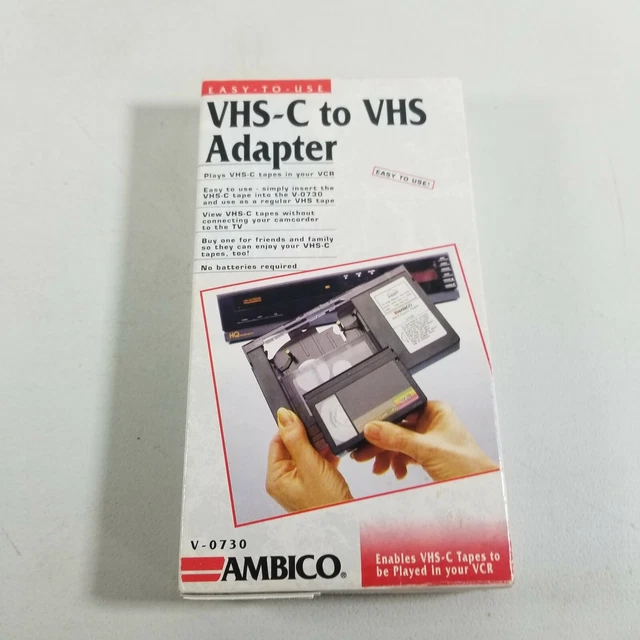 EASY-TO-USE
VHS-C to VHS
Adapter
Plays VHS-C tapes in your VCR
EASY TO USE!
Easy to use - simply insert the
VHS-C tape into the V-0730
and use as a regular VHS tape
View VHS-C tapes without
connecting your camcorder
to the TV
Buy one for friends and family
so they can enjoy your VHS-C
tapes, too!
No batteries required
HQ
V-0730
AMBICO®
Enables VHS-C Tapes to
be Played in your VCR